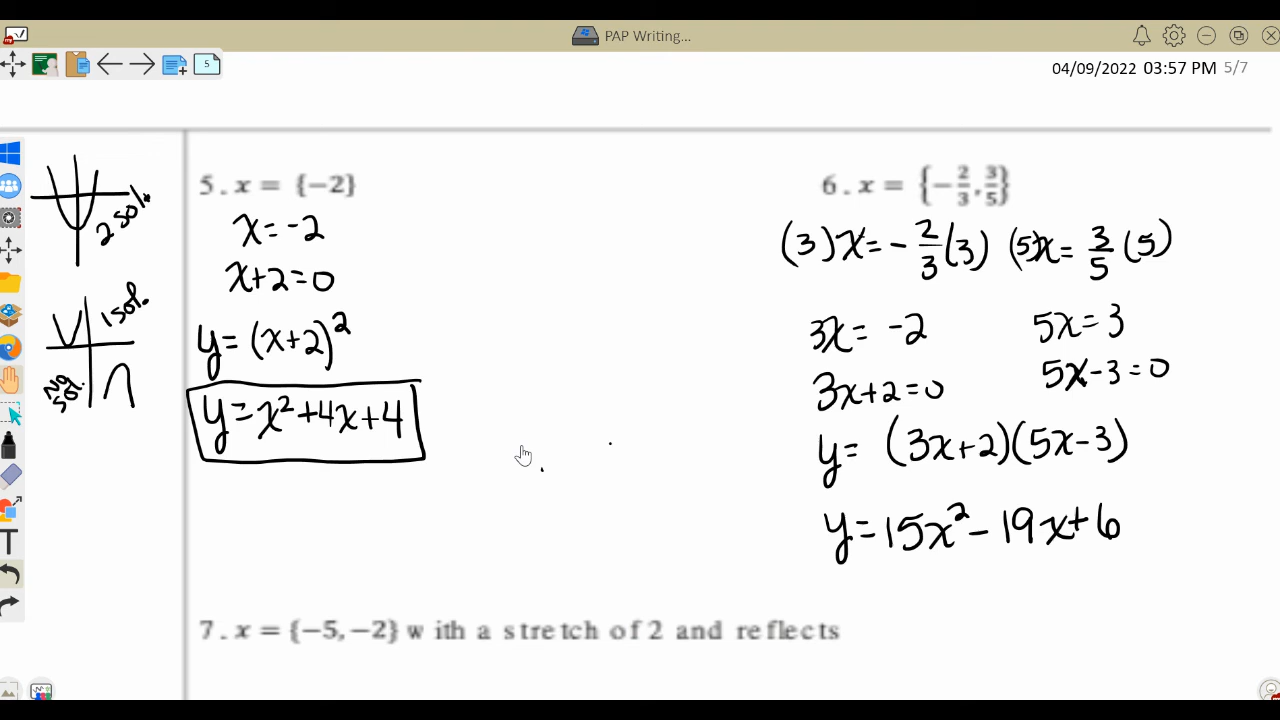 PAP Writing...
5
04/09/2022 03:57 PM 5/7
2 sol.
1 sol.
no sol.
5. x = {-2}
x = -2
x+2=0
y = (x+2)²
y = x²+4x+4
6. x = {-2/3, 3/5}
(3)x = -2/3(3) (5)x = 3/5(5)
3x = -2 5x = 3
3x+2=0 5x-3=0
y = (3x+2)(5x-3)
y = 15x² - 19x + 6
7. x = {-5, -2} with a stretch of 2 and reflects
T